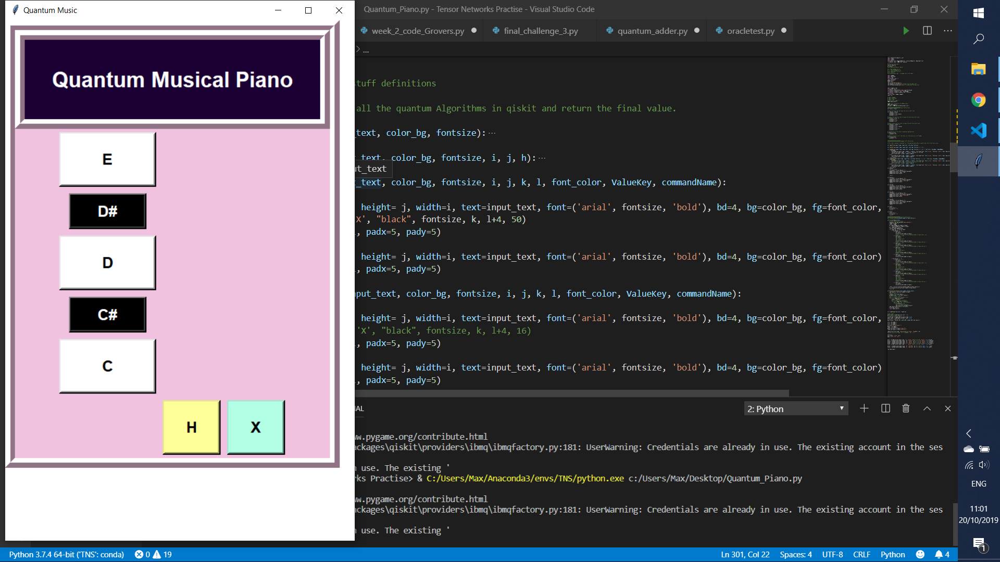 Quantum Music
Quantum_Piano.py - Tensor Networks Practise - Visual Studio Code
week_2_code_Grovers.py
final_challenge_3.py
quantum_adder.py
oracletest.py
...
Quantum Musical Piano
E
D#
D
C#
C
H
X
tuff definitions
all the quantum Algorithms in qiskit and return the final value.
_text, color_bg, fontsize):...
t_text, color_bg, fontsize, i, j, h):...
ut_text
t_text, color_bg, fontsize, i, j, k, l, font_color, ValueKey, commandName):
height= j, width=i, text=input_text, font=('arial', fontsize, 'bold'), bd=4, bg=color_bg, fg=font_color,
'X', "black", fontsize, k, l+4, 50)
, padx=5, pady=5)
height= j, width=i, text=input_text, font=('arial', fontsize, 'bold'), bd=4, bg=color_bg, fg=font_color)
, padx=5, pady=5)
nput_text, color_bg, fontsize, i, j, k, l, font_color, ValueKey, commandName):
height= j, width=i, text=input_text, font=('arial', fontsize, 'bold'), bd=4, bg=color_bg, fg=font_color,
'X', "black", fontsize, k, l+4, 16)
, padx=5, pady=5)
height= j, width=i, text=input_text, font=('arial', fontsize, 'bold'), bd=4, bg=color_bg, fg=font_color)
, padx=5, pady=5)
NAL
2: Python
ww.pygame.org/contribute.html
ackages\qiskit\providers\ibmq\ibmqfactory.py:181: UserWarning: Credentials are already in use. The existing account in the ses
n use. The existing '
rks Practise> & C:/Users/Max/Anaconda3/envs/TNS/python.exe c:/Users/Max/Desktop/Quantum_Piano.py
ww.pygame.org/contribute.html
ackages\qiskit\providers\ibmq\ibmqfactory.py:181: UserWarning: Credentials are already in use. The existing account in the ses
n use. The existing '
Python 3.7.4 64-bit ('TNS': conda)
0
19
Ln 301, Col 22
Spaces: 4
UTF-8
CRLF
Python
4
ENG
11:01
20/10/2019
1